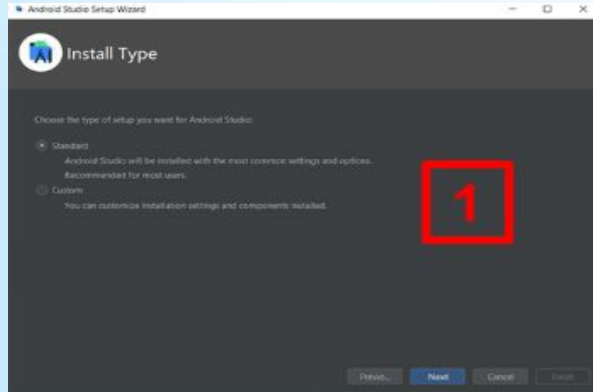 Android Studio Setup Wizard
Install Type
Choose the type of setup you want for Android Studio:
Standard
Android Studio will be installed with the most common settings and options.
Recommended for most users.
Custom
You can customize installation settings and components installed.
1
Previo... Next Cancel Finish